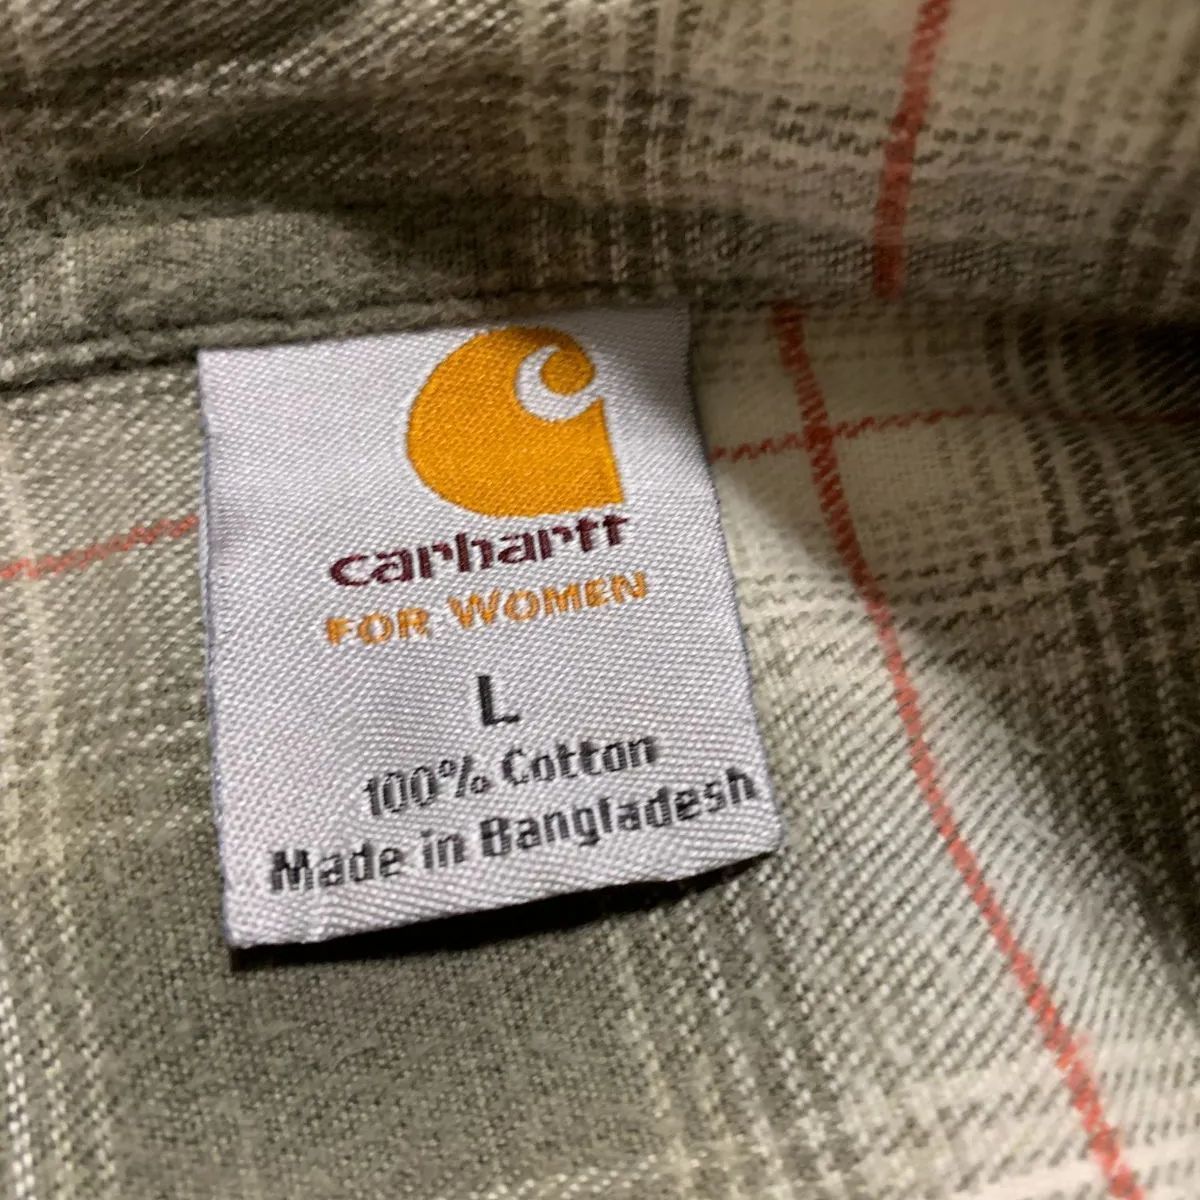 carhartt
FOR WOMEN
L
100% Cotton
Made in Bangladesh